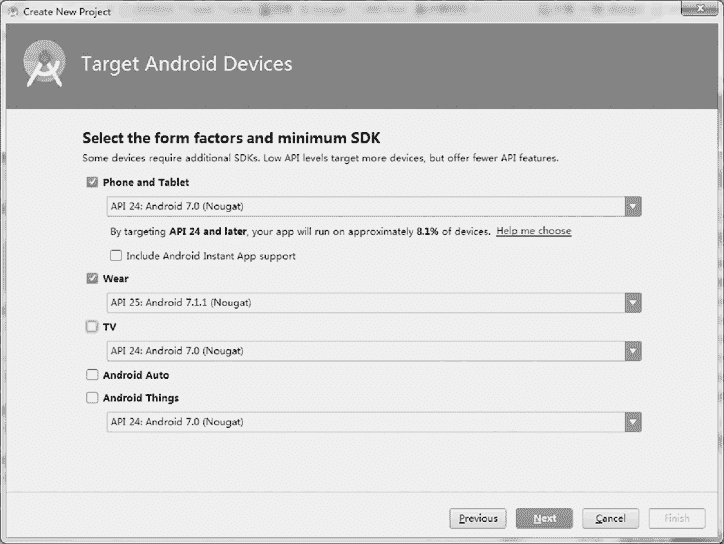 Create New Project
Target Android Devices
Select the form factors and minimum SDK
Some devices require additional SDKs. Low API levels target more devices, but offer fewer API features.
Phone and Tablet
API 24: Android 7.0 (Nougat)
By targeting API 24 and later, your app will run on approximately 8.1% of devices. Help me choose
Include Android Instant App support
Wear
API 25: Android 7.1.1 (Nougat)
TV
API 24: Android 7.0 (Nougat)
Android Auto
Android Things
API 24: Android 7.0 (Nougat)
Previous Next Cancel Finish